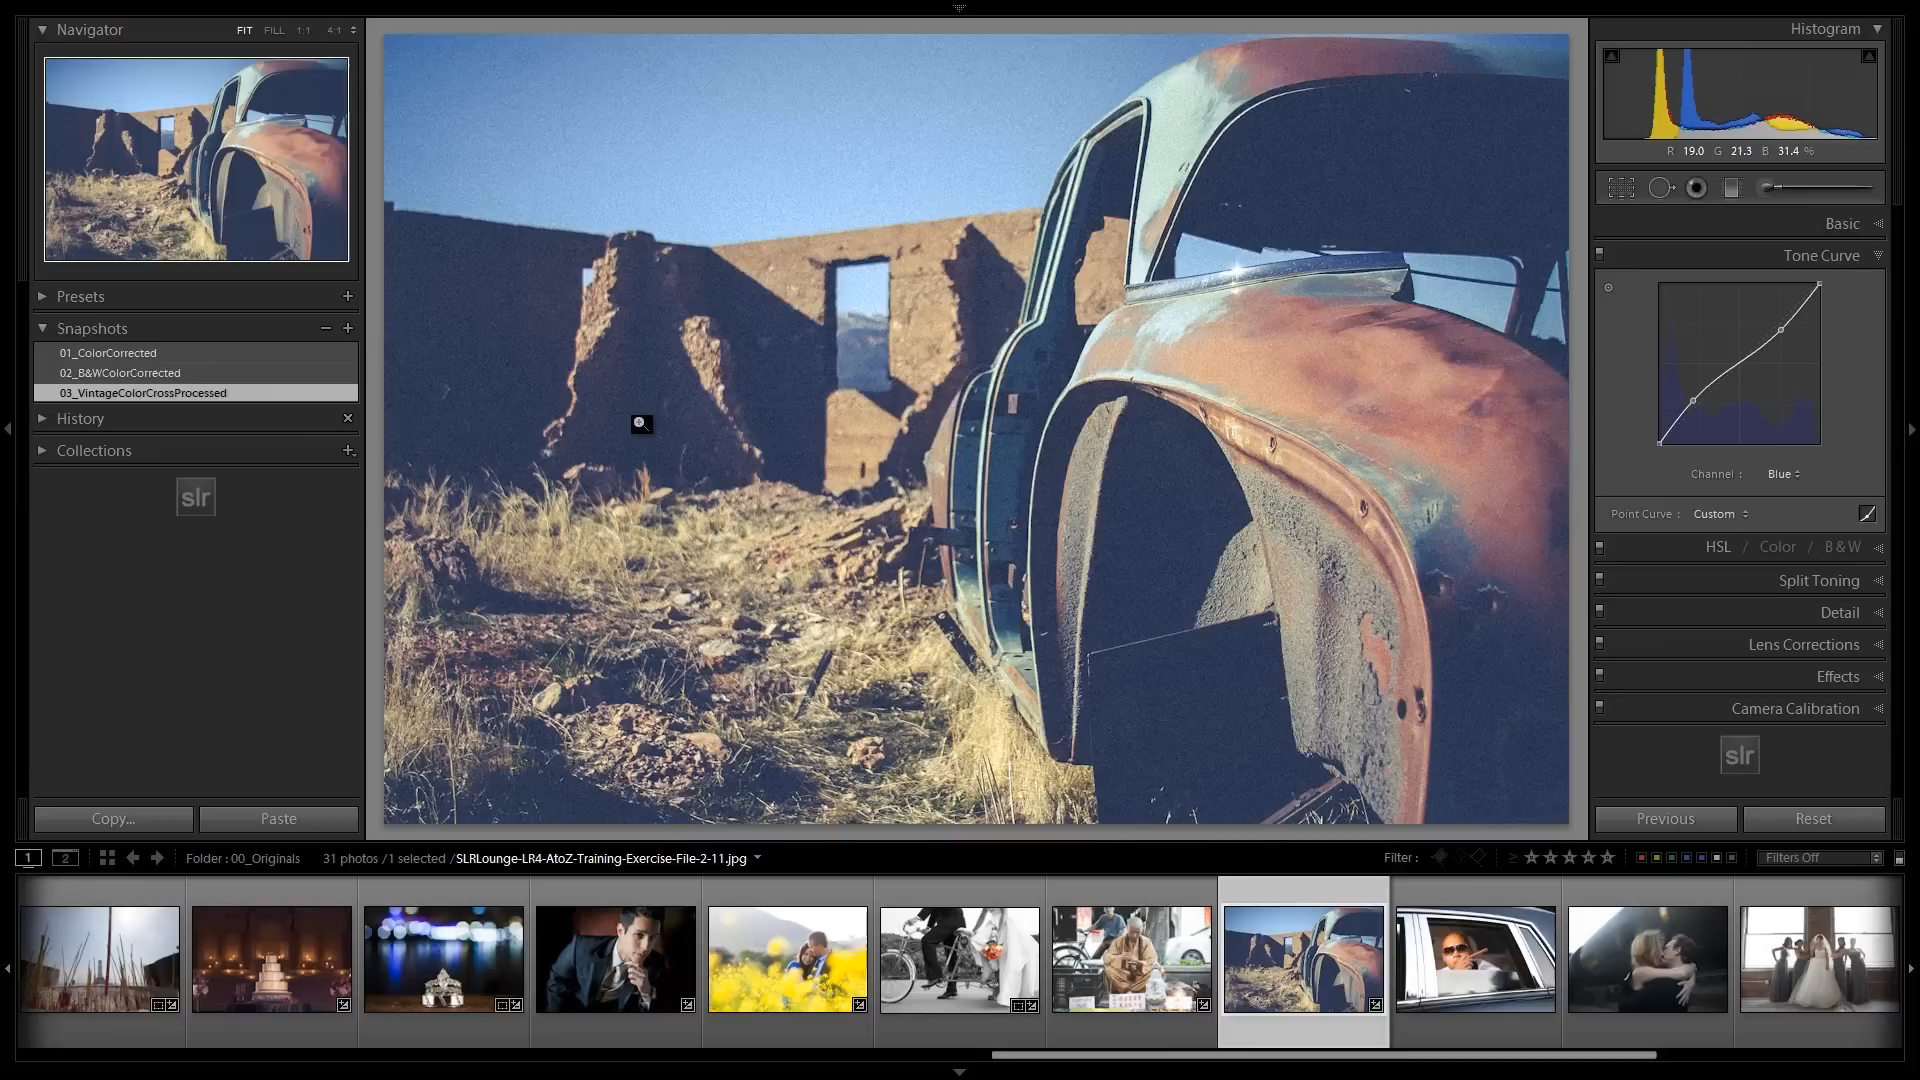 Navigator FIT FILL 1:1 4:1
Presets
Snapshots
01_ColorCorrected
02_B&WColorCorrected
03_VintageColorCrossProcessed
History
Collections
slr
Copy... Paste
Histogram
R 19.0 G 21.3 B 31.4 %
Basic
Tone Curve
Channel : Blue
Point Curve : Custom
HSL / Color / B & W
Split Toning
Detail
Lens Corrections
Effects
Camera Calibration
slr
Previous Reset
1 2 Folder : 00_Originals 31 photos / 1 selected / SLRLounge-LR4-AtoZ-Training-Exercise-File-2-11.jpg Filter : Filters Off